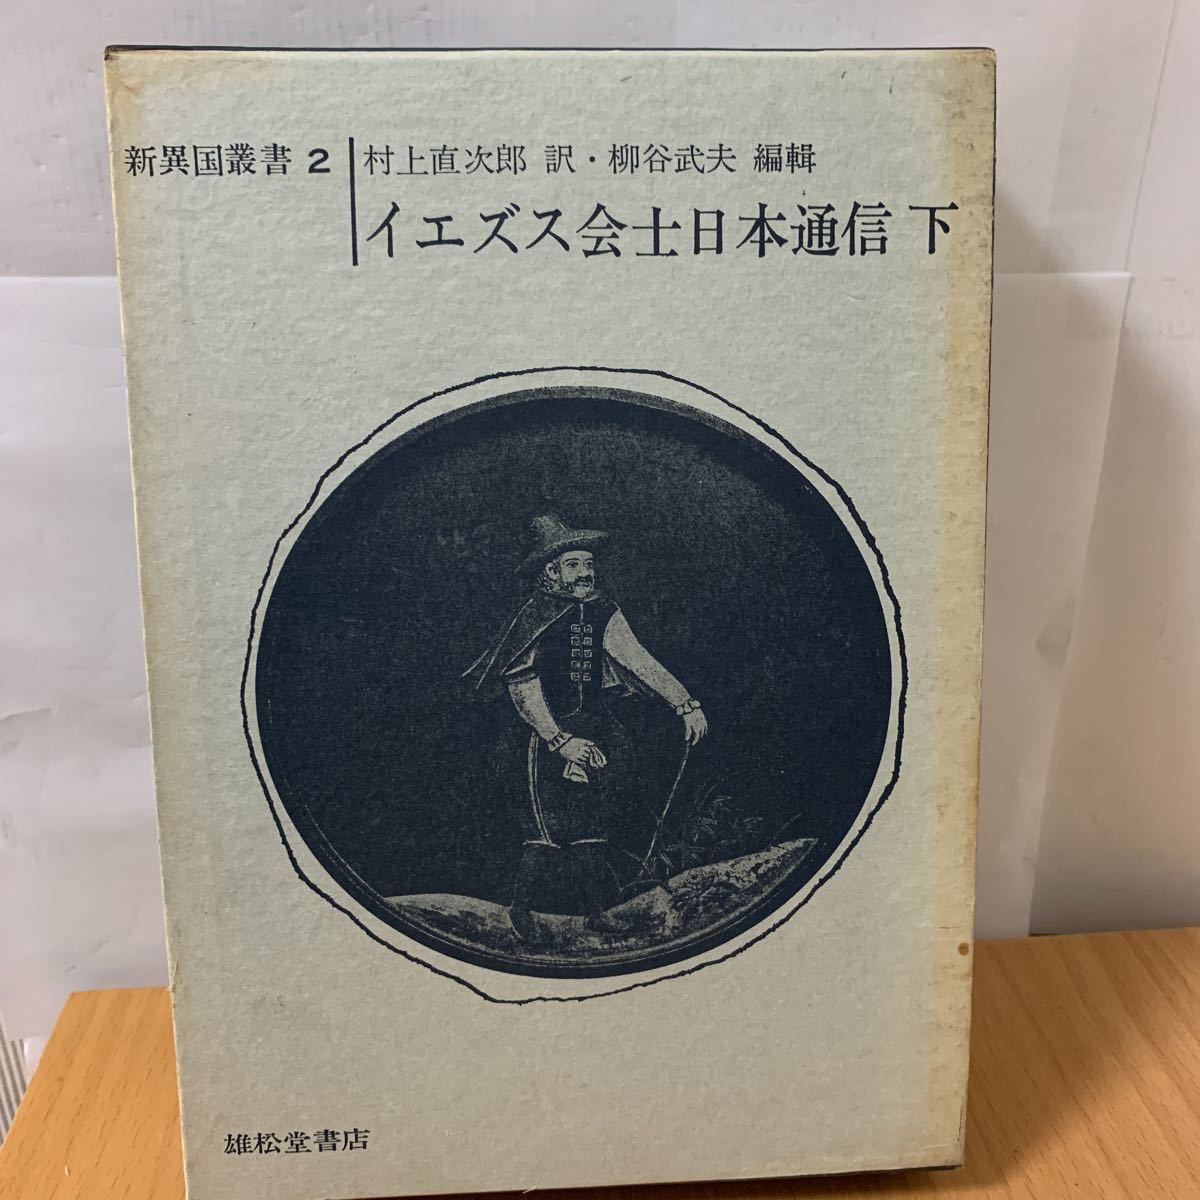 新異国叢書 2
村上直次郎 訳・柳谷武夫 編輯
イエズス会士日本通信 下
雄松堂書店